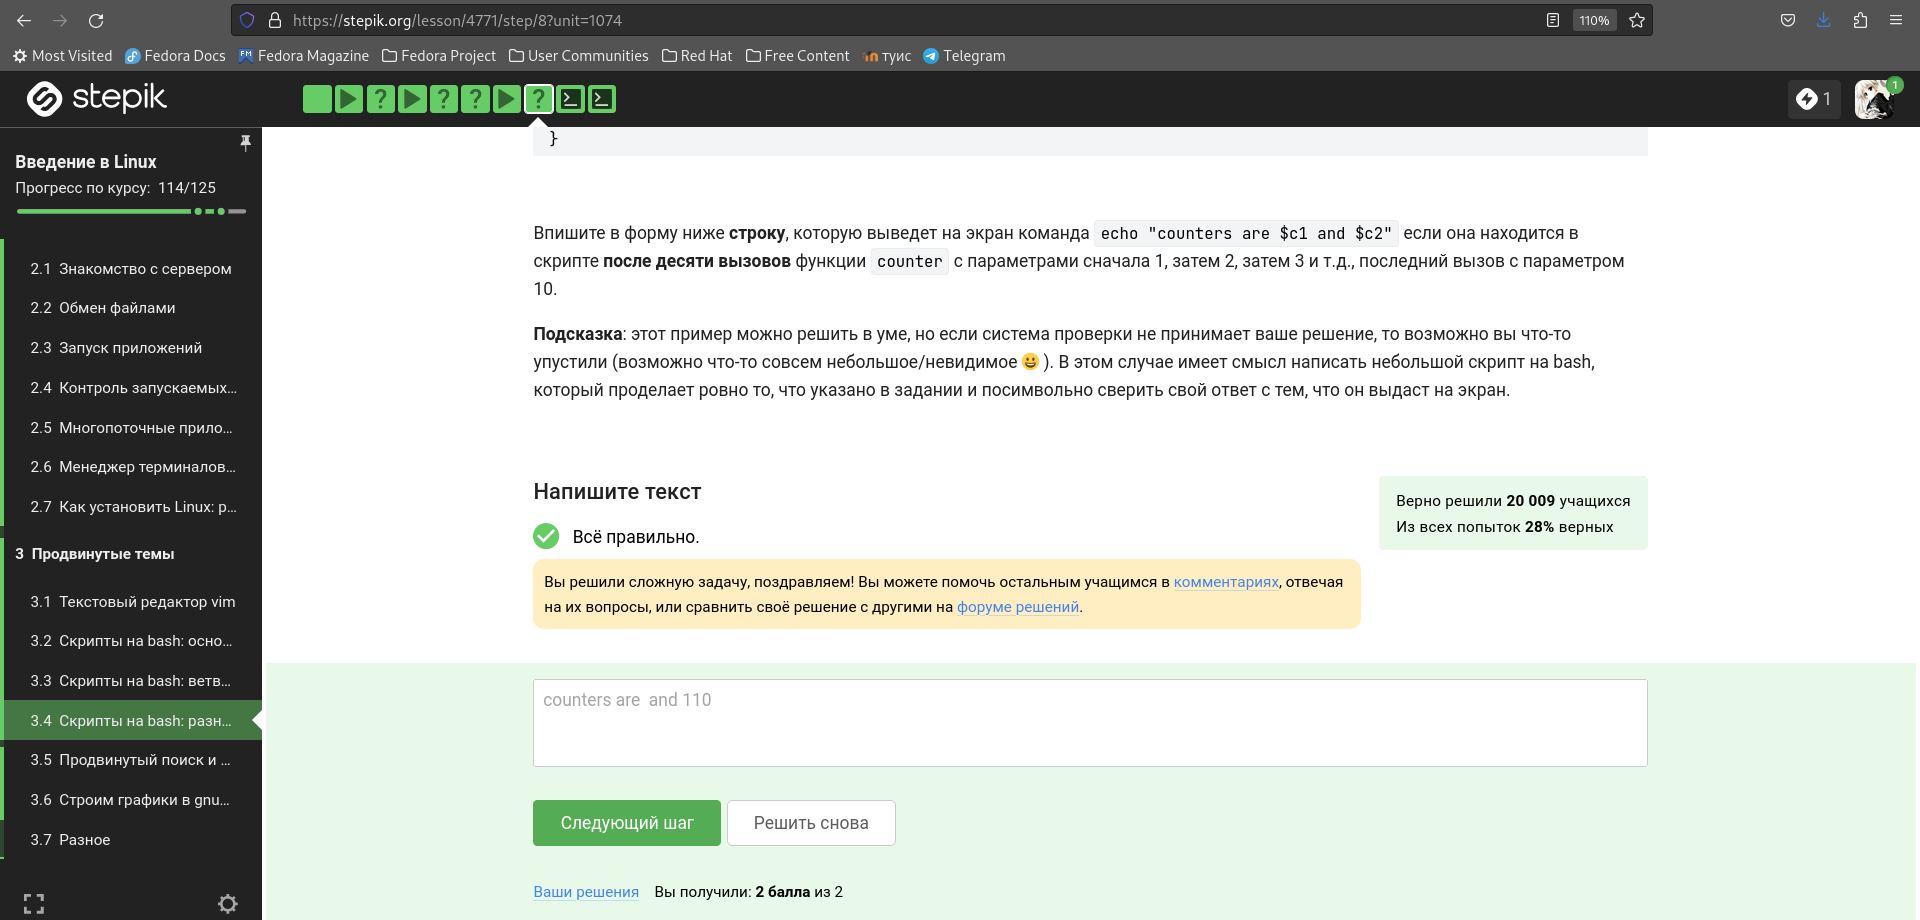 https://stepik.org/lesson/4771/step/8?unit=1074
110%
Most Visited Fedora Docs Fedora Magazine Fedora Project User Communities Red Hat Free Content туис Telegram
stepik
1
1
Введение в Linux
Прогресс по курсу: 114/125
2.1 Знакомство с сервером
2.2 Обмен файлами
2.3 Запуск приложений
2.4 Контроль запускаемых...
2.5 Многопоточные прило...
2.6 Менеджер терминалов...
2.7 Как установить Linux: р...
3 Продвинутые темы
3.1 Текстовый редактор vim
3.2 Скрипты на bash: осно...
3.3 Скрипты на bash: ветв...
3.4 Скрипты на bash: разн...
3.5 Продвинутый поиск и ...
3.6 Строим графики в gnu...
3.7 Разное
}
Впишите в форму ниже строку, которую выведет на экран команда echo "counters are $c1 and $c2" если она находится в
скрипте после десяти вызовов функции counter с параметрами сначала 1, затем 2, затем 3 и т.д., последний вызов с параметром
10.
Подсказка: этот пример можно решить в уме, но если система проверки не принимает ваше решение, то возможно вы что-то
упустили (возможно что-то совсем небольшое/невидимое 😀 ). В этом случае имеет смысл написать небольшой скрипт на bash,
который проделает ровно то, что указано в задании и посимвольно сверить свой ответ с тем, что он выдаст на экран.
Напишите текст
Верно решили 20 009 учащихся
Из всех попыток 28% верных
Всё правильно.
Вы решили сложную задачу, поздравляем! Вы можете помочь остальным учащимся в комментариях, отвечая
на их вопросы, или сравнить своё решение с другими на форуме решений.
counters are  and 110
Следующий шаг Решить снова
Ваши решения Вы получили: 2 балла из 2